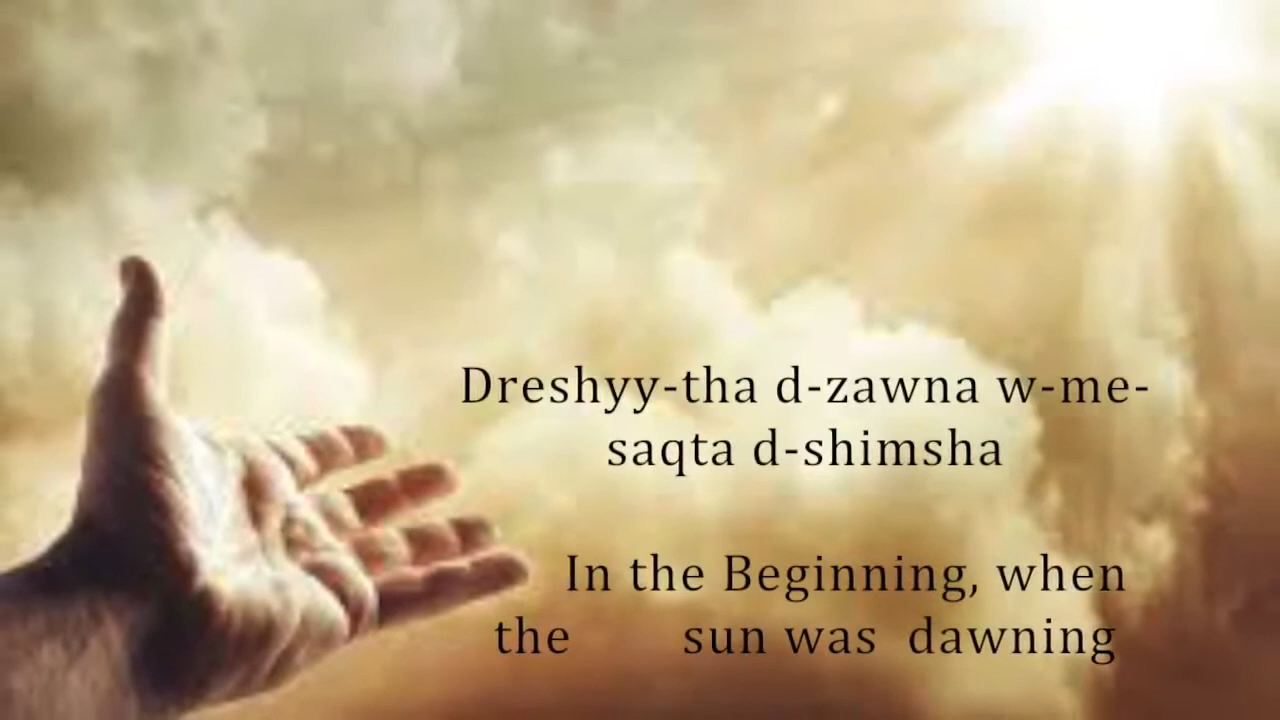 Dreshyy-tha d-zawna w-me-
saqta d-shimsha
In the Beginning, when
the sun was dawning